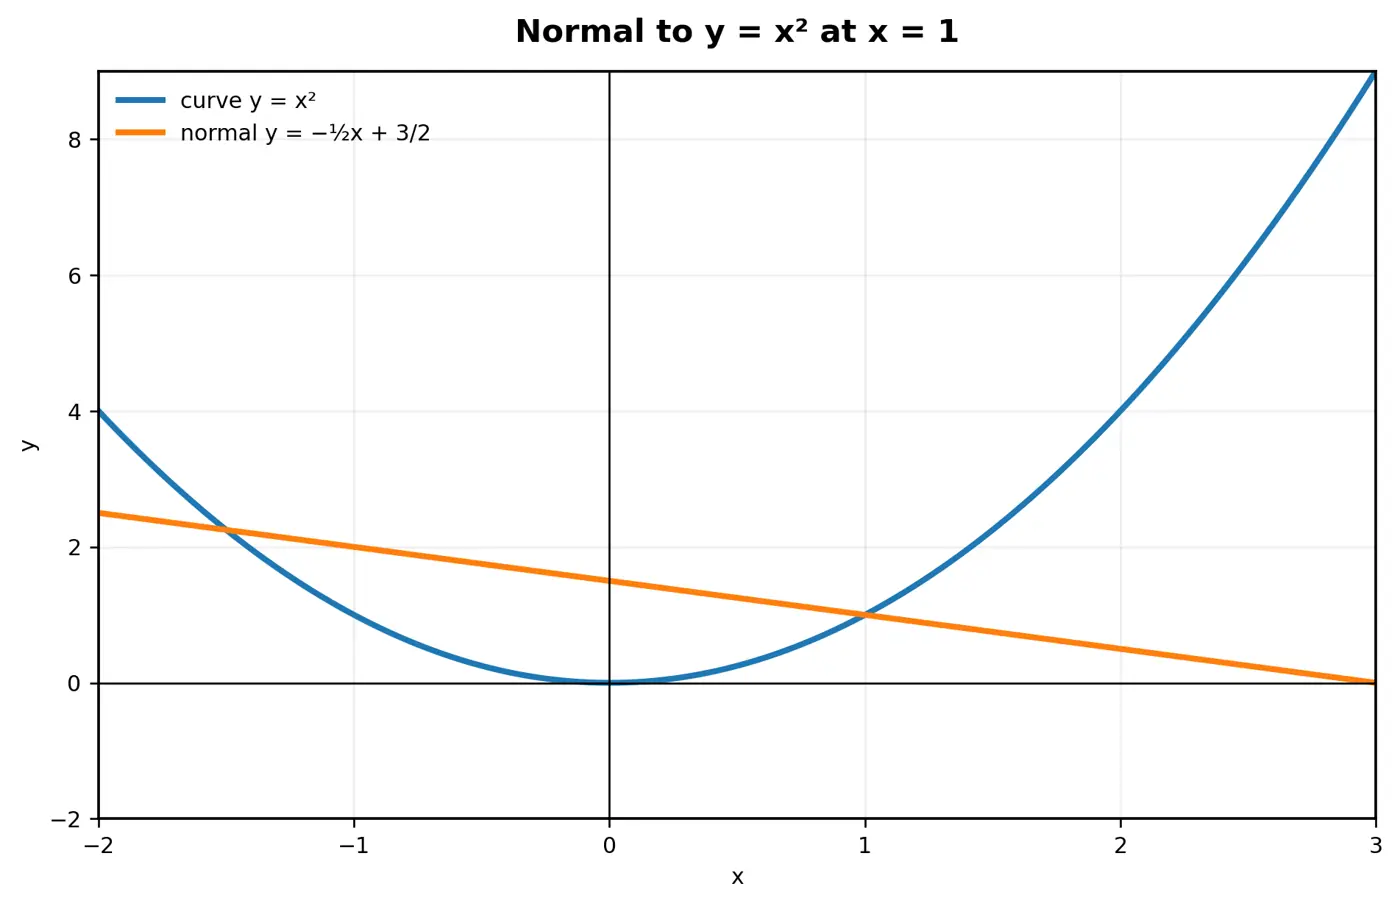 Normal to y = x² at x = 1
curve y = x²
normal y = −½x + 3/2
8
6
4
2
0
−2
y
−2 −1 0 1 2 3
x